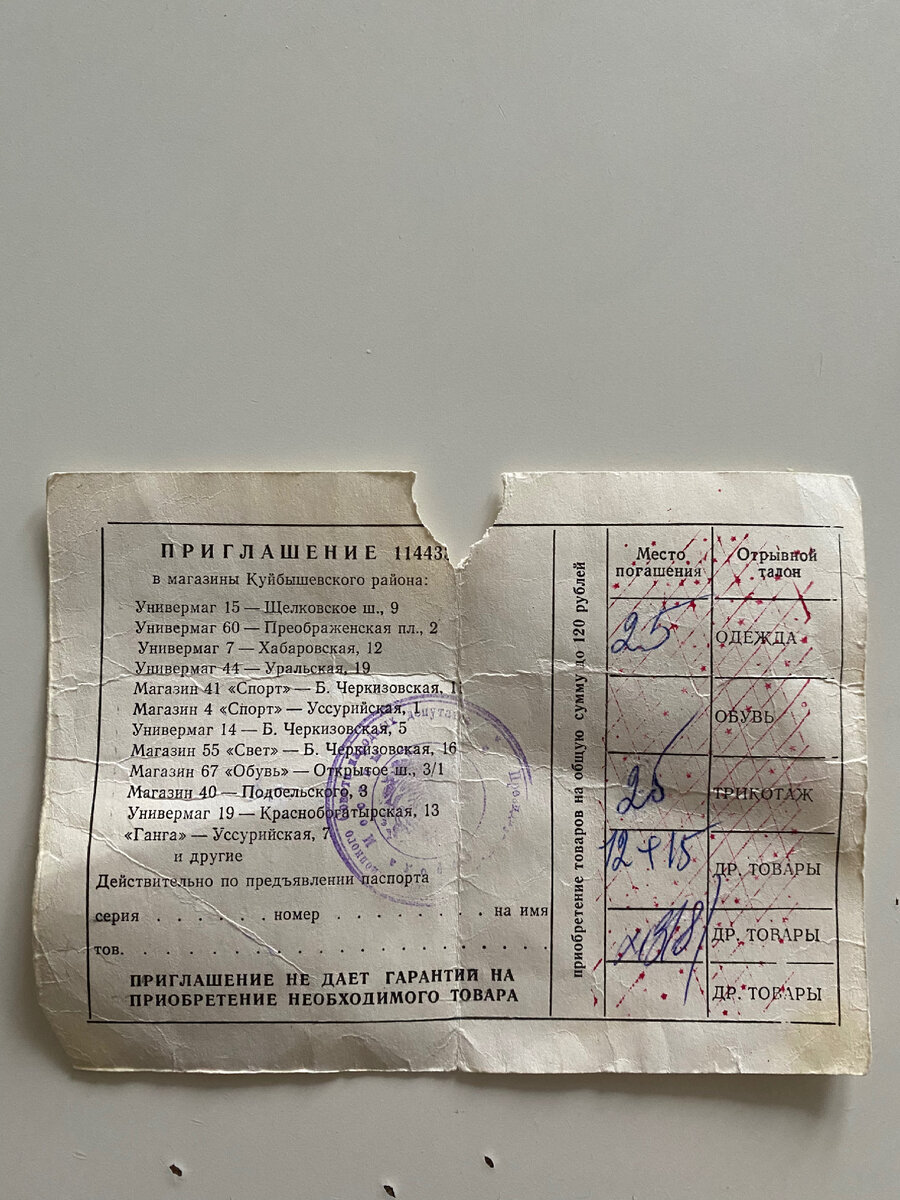 ПРИГЛАШЕНИЕ 11443
в магазины Куйбышевского района:
Универмаг 15 — Щелковское ш., 9
Универмаг 60 — Преображенская пл., 2
Универмаг 7 — Хабаровская, 12
Универмаг 44 — Уральская, 19
Магазин 41 «Спорт» — Б. Черкизовская, 1
Магазин 4 «Спорт» — Уссурийская, 1
Универмаг 14 — Б. Черкизовская, 5
Магазин 55 «Свет» — Б. Черкизовская, 16
Магазин 67 «Обувь» — Открытое ш., 3/1
Магазин 40 — Подбельского, 3
Универмаг 19 — Краснобогатырская, 13
«Ганга» — Уссурийская, 7
и другие
Действительно по предъявлении паспорта
серия . . . . . . номер . . . . . . . . на имя
тов. . . . . . . . . . . . . . . . . . . . . . . .
ПРИГЛАШЕНИЕ НЕ ДАЕТ ГАРАНТИИ НА
ПРИОБРЕТЕНИЕ НЕОБХОДИМОГО ТОВАРА
приобретение товаров на общую сумму до 120 рублей
Место погашения
Отрывной талон
25
ОДЕЖДА
ОБУВЬ
25
ТРИКОТАЖ
12+15
ДР. ТОВАРЫ
ДР. ТОВАРЫ
ДР. ТОВАРЫ